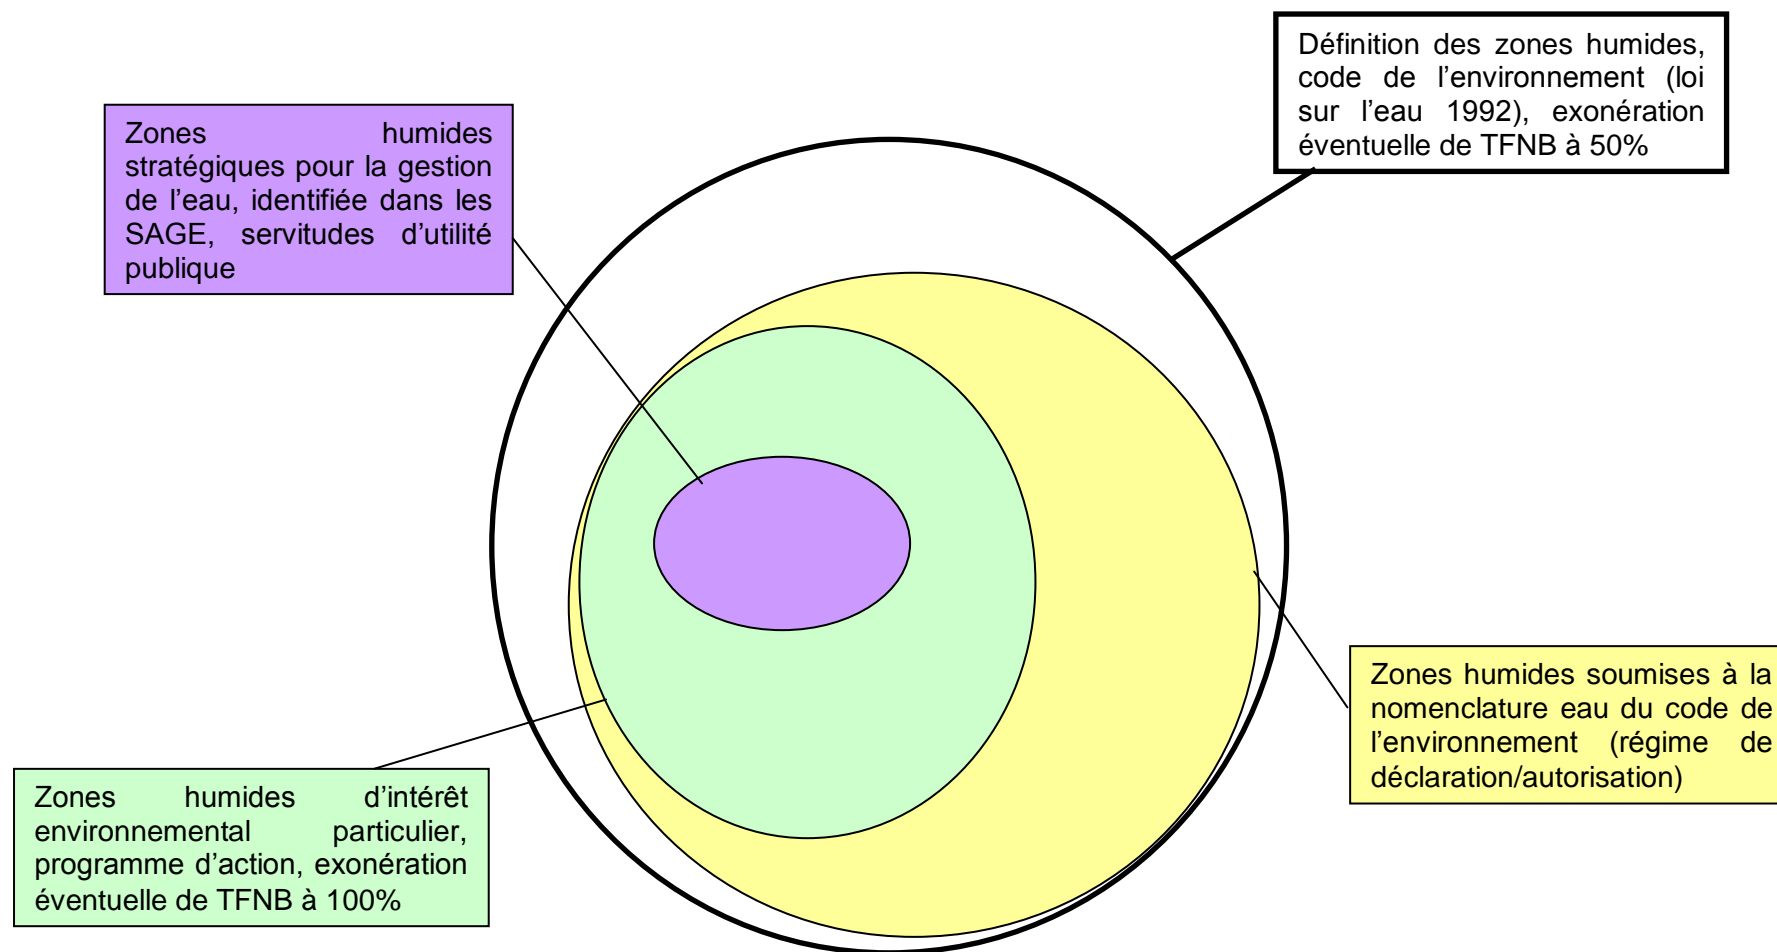 Définition des zones humides,
code de l’environnement (loi
sur l’eau 1992), exonération
éventuelle de TFNB à 50%
Zones humides
stratégiques pour la gestion
de l’eau, identifiée dans les
SAGE, servitudes d’utilité
publique
Zones humides soumises à la
nomenclature eau du code de
l’environnement (régime de
déclaration/autorisation)
Zones humides d’intérêt
environnemental particulier,
programme d’action, exonération
éventuelle de TFNB à 100%